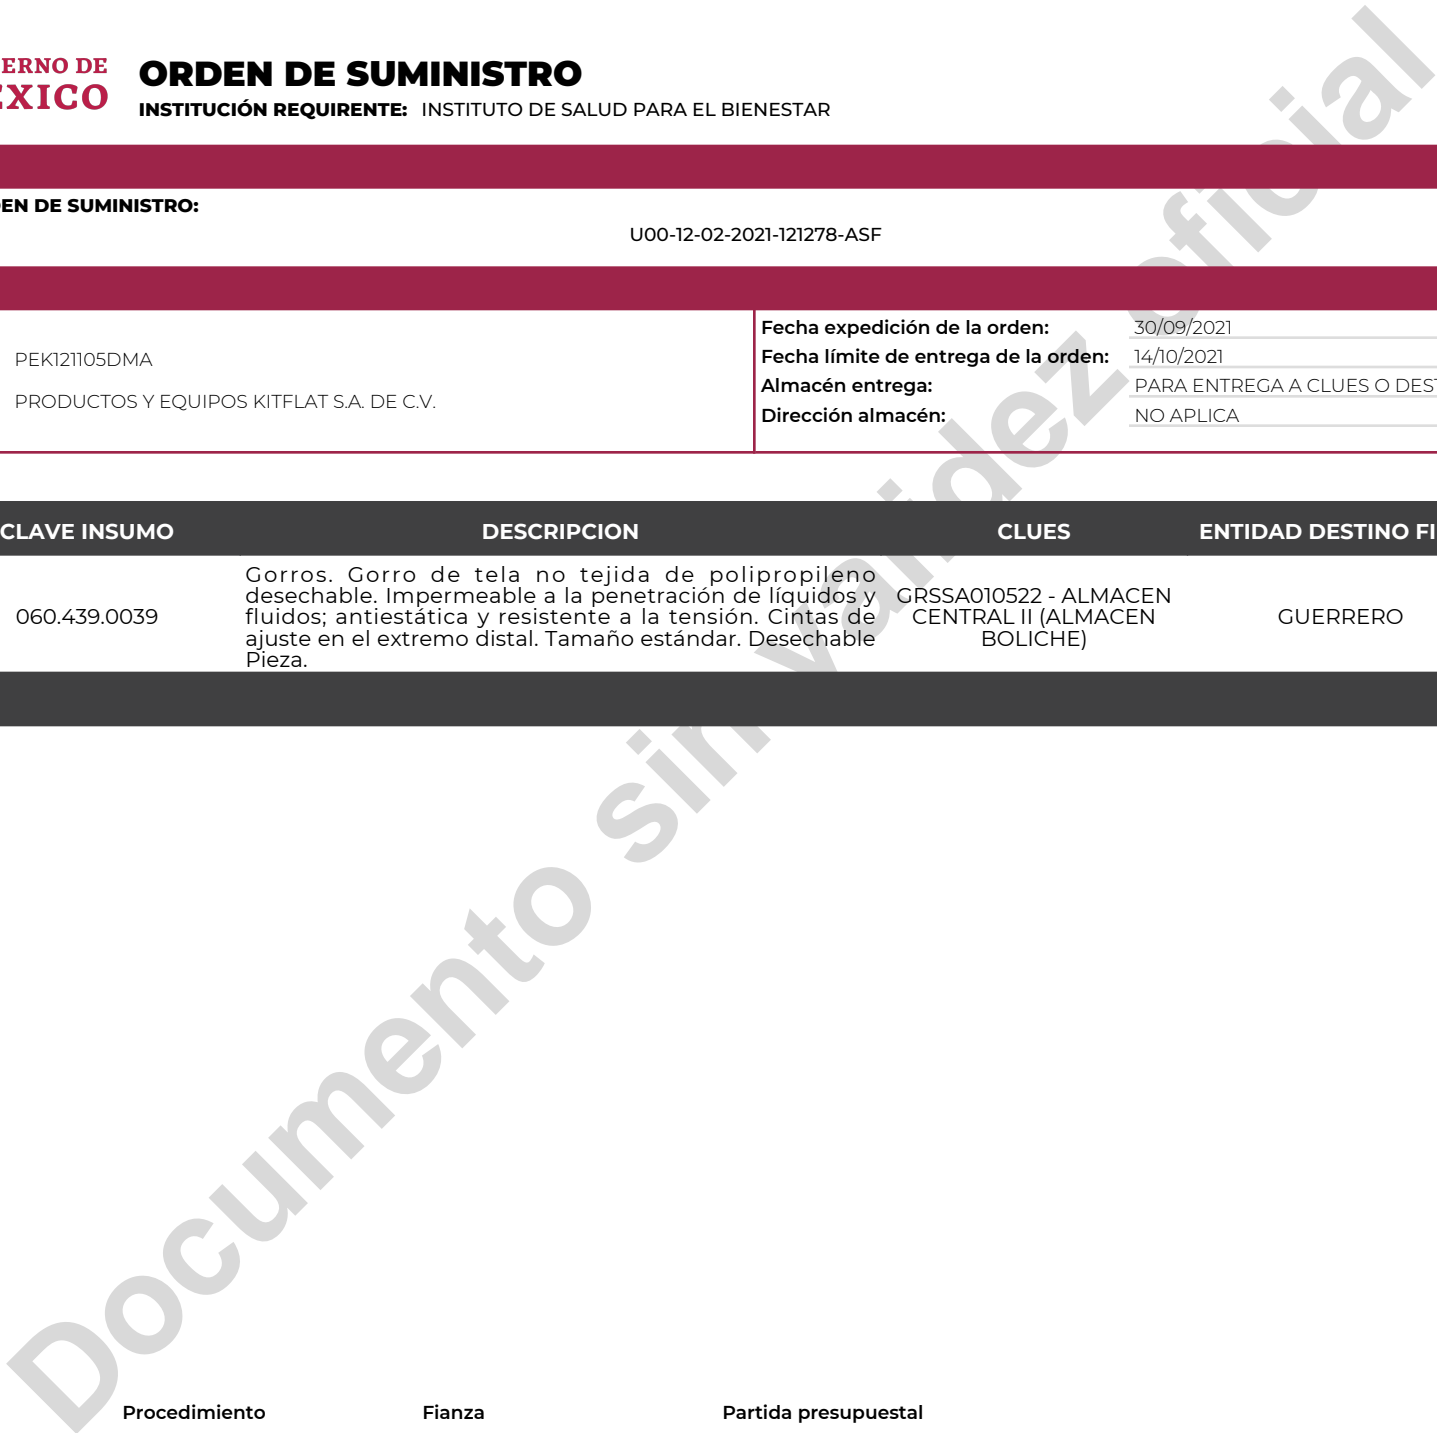 ERNO DE
ÉXICO
ORDEN DE SUMINISTRO
INSTITUCIÓN REQUIRENTE: INSTITUTO DE SALUD PARA EL BIENESTAR
EN DE SUMINISTRO:
U00-12-02-2021-121278-ASF
PEK121105DMA
PRODUCTOS Y EQUIPOS KITFLAT S.A. DE C.V.
Fecha expedición de la orden: 30/09/2021
Fecha límite de entrega de la orden: 14/10/2021
Almacén entrega: PARA ENTREGA A CLUES O DEST
Dirección almacén: NO APLICA
CLAVE INSUMO DESCRIPCION CLUES ENTIDAD DESTINO FI
060.439.0039
Gorros. Gorro de tela no tejida de polipropileno
desechable. Impermeable a la penetración de líquidos y
fluidos; antiestática y resistente a la tensión. Cintas de
ajuste en el extremo distal. Tamaño estándar. Desechable
Pieza.
GRSSA010522 - ALMACEN
CENTRAL II (ALMACEN
BOLICHE)
GUERRERO
Documento sin validez oficial
Procedimiento Fianza Partida presupuestal